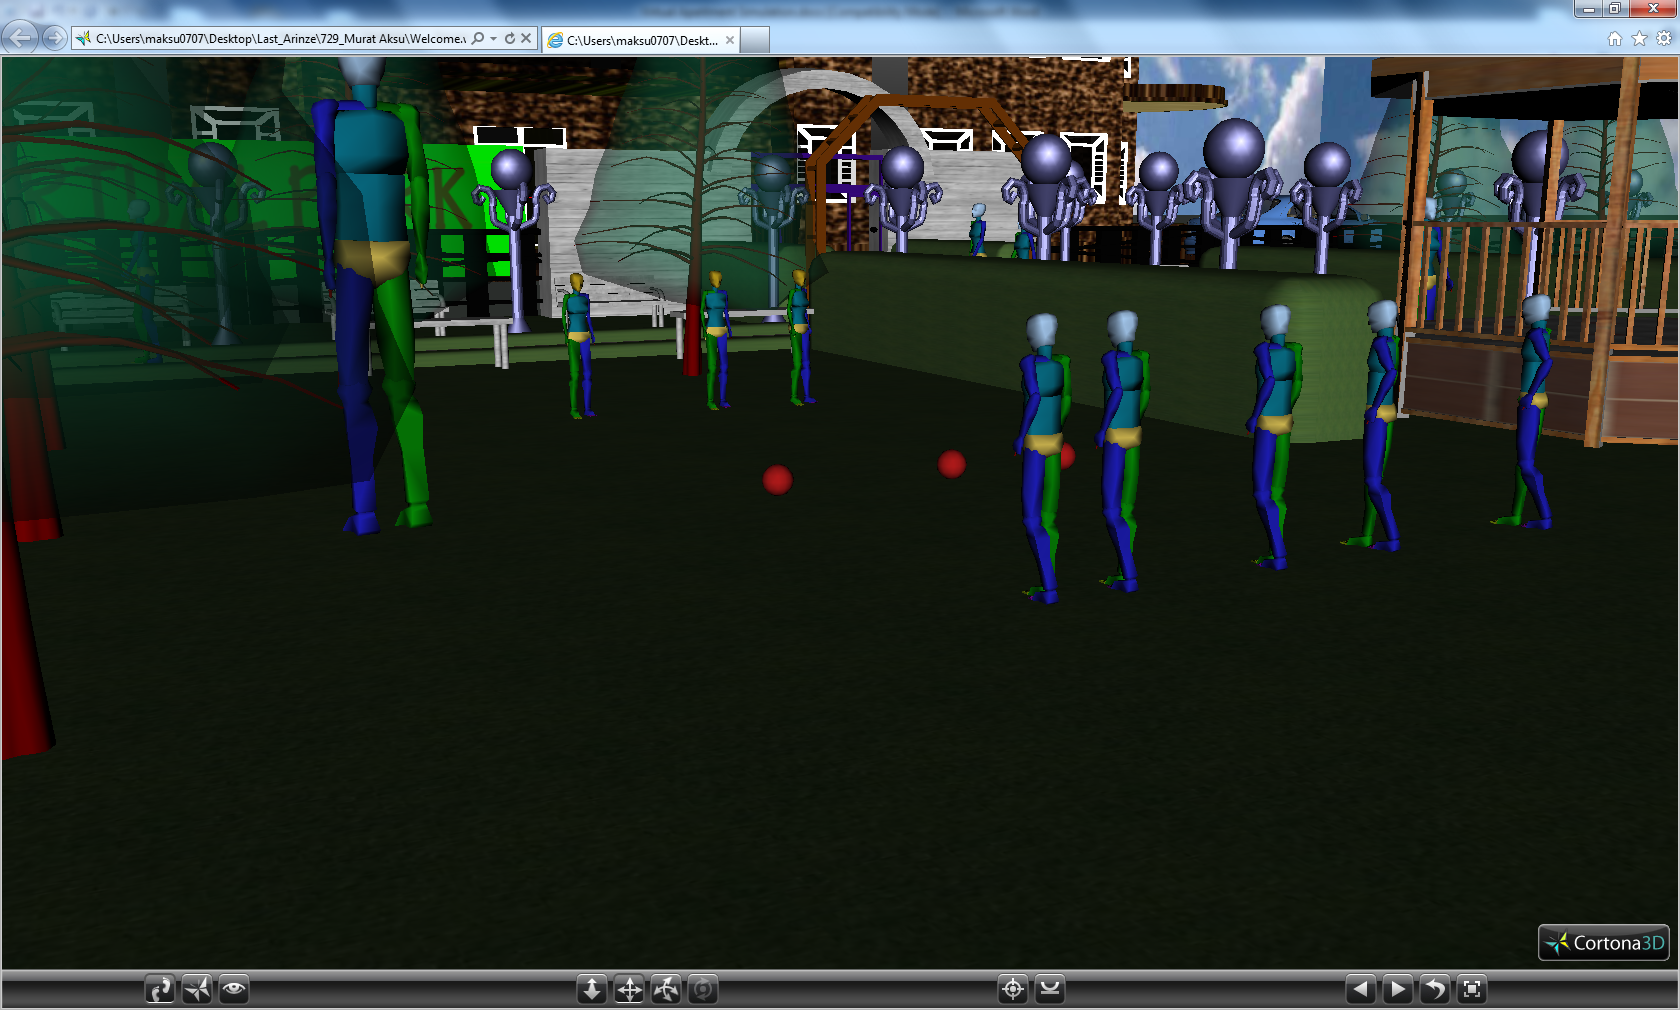 C:\Users\maksu0707\Desktop\Last_Arinze\729_Murat Aksu\Welcome.v
C:\Users\maksu0707\Deskt...
Cortona3D